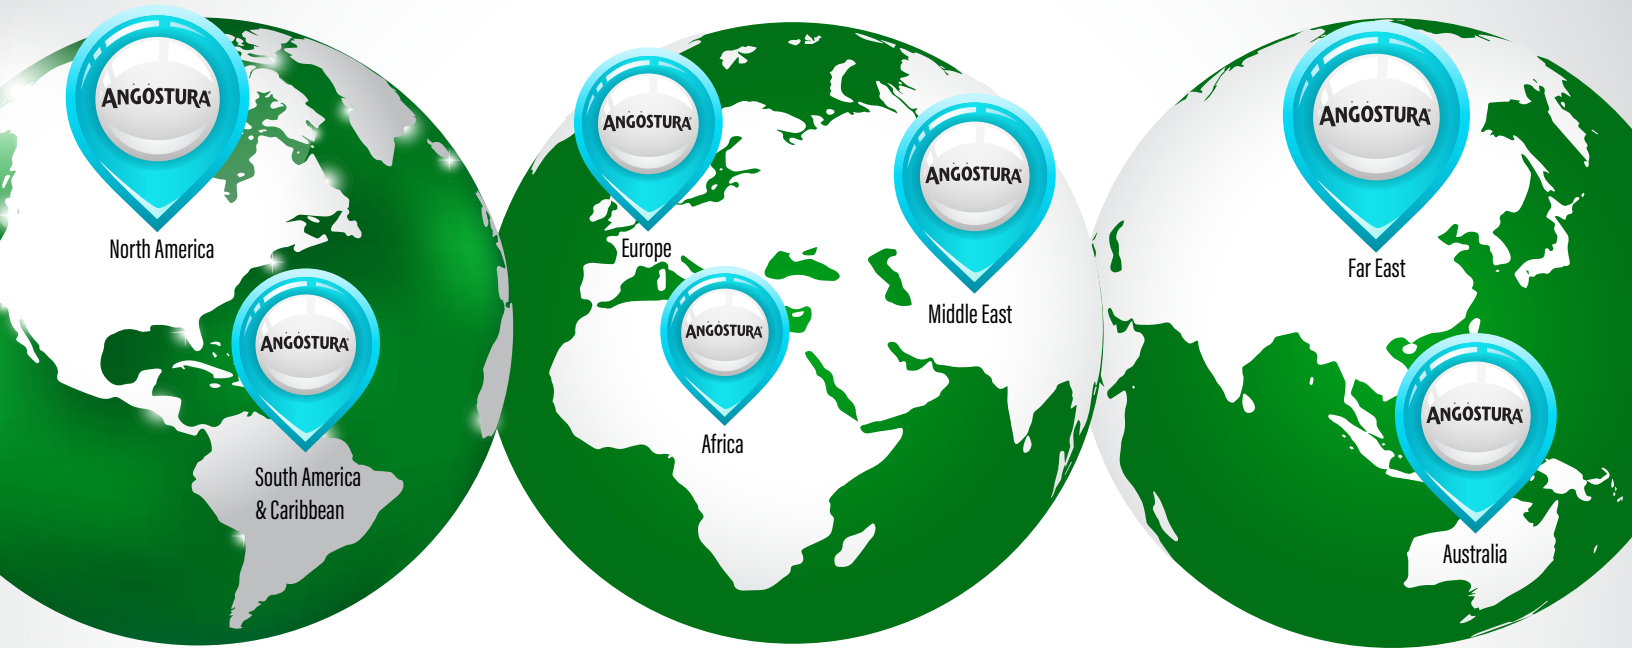 ANGOSTURA®
North America
ANGOSTURA®
South America
& Caribbean
ANGOSTURA®
Europe
ANGOSTURA®
Africa
ANGOSTURA®
Middle East
ANGOSTURA®
Far East
ANGOSTURA®
Australia